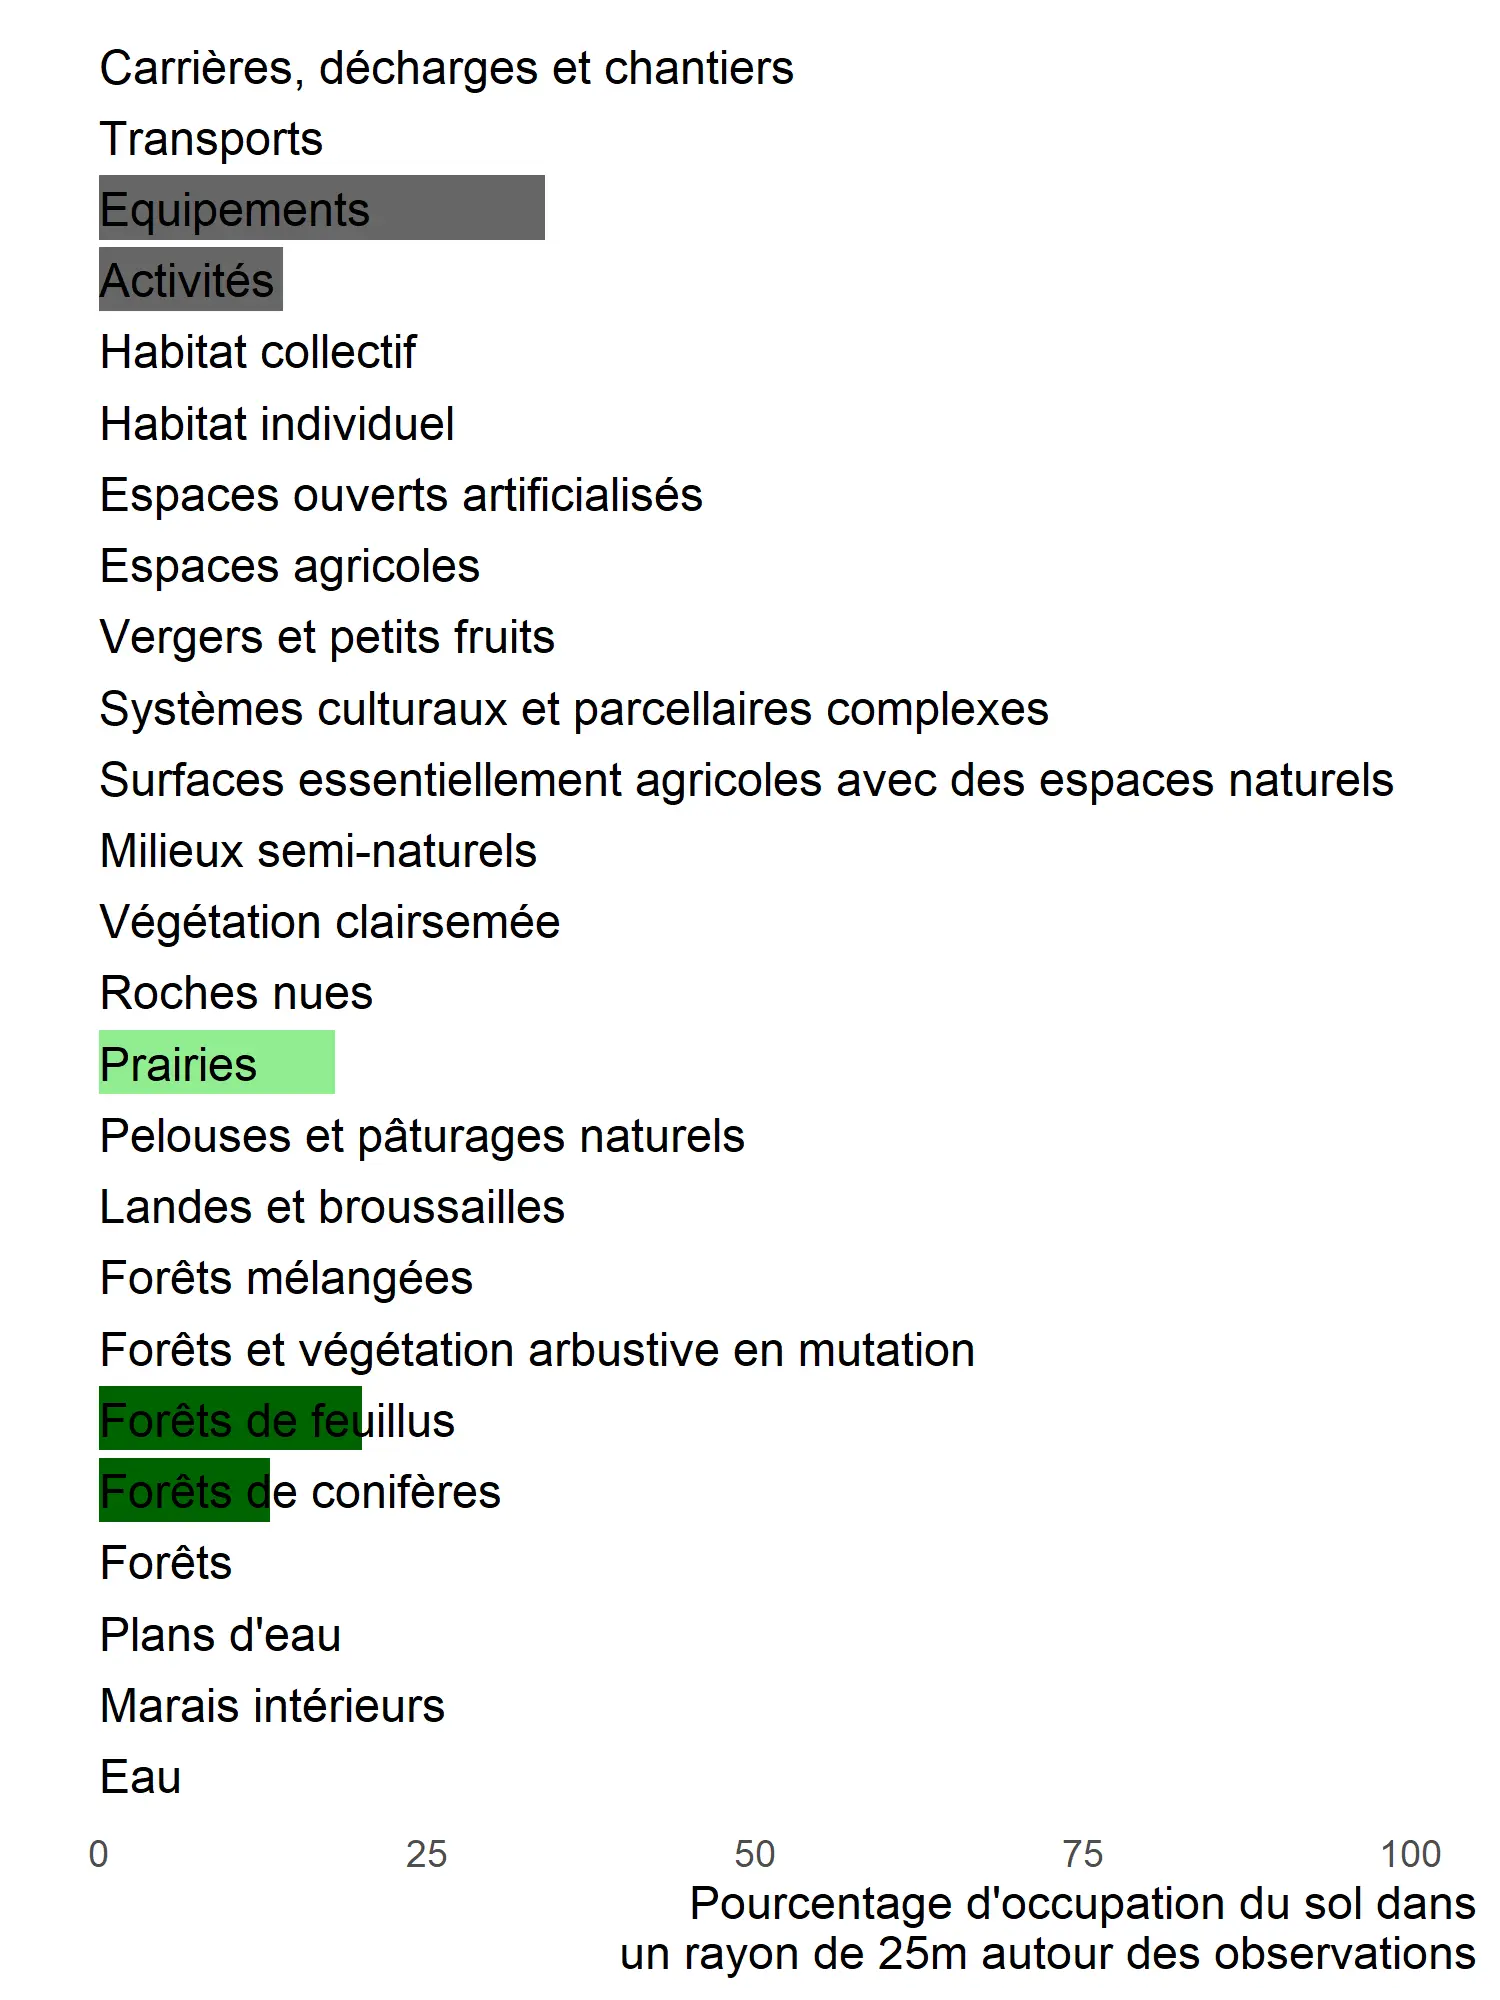 Carrières, décharges et chantiers
Transports
Equipements
Activités
Habitat collectif
Habitat individuel
Espaces ouverts artificialisés
Espaces agricoles
Vergers et petits fruits
Systèmes culturaux et parcellaires complexes
Surfaces essentiellement agricoles avec des espaces naturels
Milieux semi-naturels
Végétation clairsemée
Roches nues
Prairies
Pelouses et pâturages naturels
Landes et broussailles
Forêts mélangées
Forêts et végétation arbustive en mutation
Forêts de feuillus
Forêts de conifères
Forêts
Plans d'eau
Marais intérieurs
Eau
0 25 50 75 100
Pourcentage d'occupation du sol dans
un rayon de 25m autour des observations